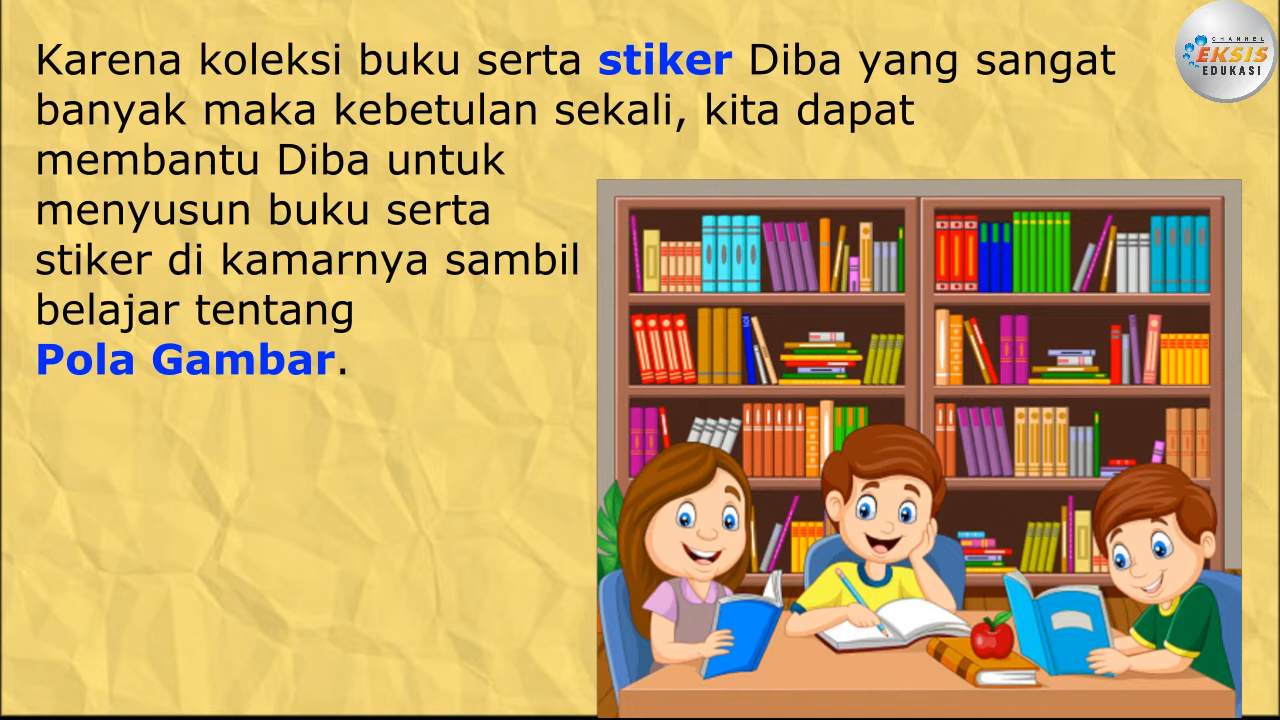 Karena koleksi buku serta stiker Diba yang sangat
banyak maka kebetulan sekali, kita dapat
membantu Diba untuk
menyusun buku serta
stiker di kamarnya sambil
belajar tentang
Pola Gambar.
CHANNEL
EKSIS
EDUKASI